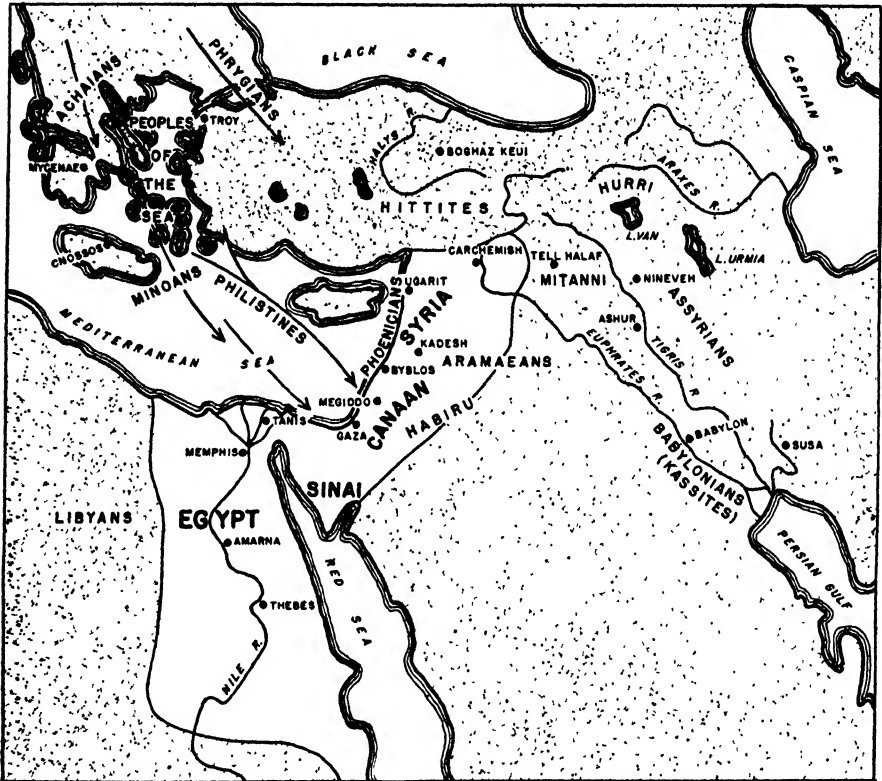 BLACK SEA
CASPIAN SEA
PHRYGIANS
ACHAIANS
PEOPLES OF THE SEA
TROY
MYCENAE
HALYS R.
BOGHAZ KEUI
HITTITES
HURRI
ARAXES R.
L.VAN
L.URMIA
CNOSSOS
MINOANS
PHILISTINES
MEDITERRANEAN SEA
CARCHEMISH
TELL HALAF
MITANNI
NINEVEH
ASHUR
ASSYRIANS
TIGRIS R
EUPHRATES R.
UGARIT
PHOENICIANS
SYRIA
KADESH
ARAMAEANS
BYBLOS
MEGIDDO
CANAAN
HABIRU
GAZA
TANIS
MEMPHIS
BABYLON
BABYLONIANS
(KASSITES)
SUSA
PERSIAN GULF
SINAI
LIBYANS
EGYPT
AMARNA
THEBES
NILE R.
RED SEA